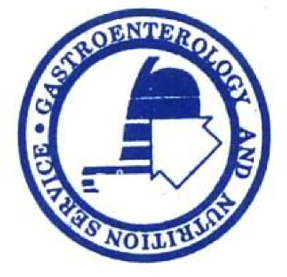 • GASTROENTEROLOGY AND NUTRITION SERVICE